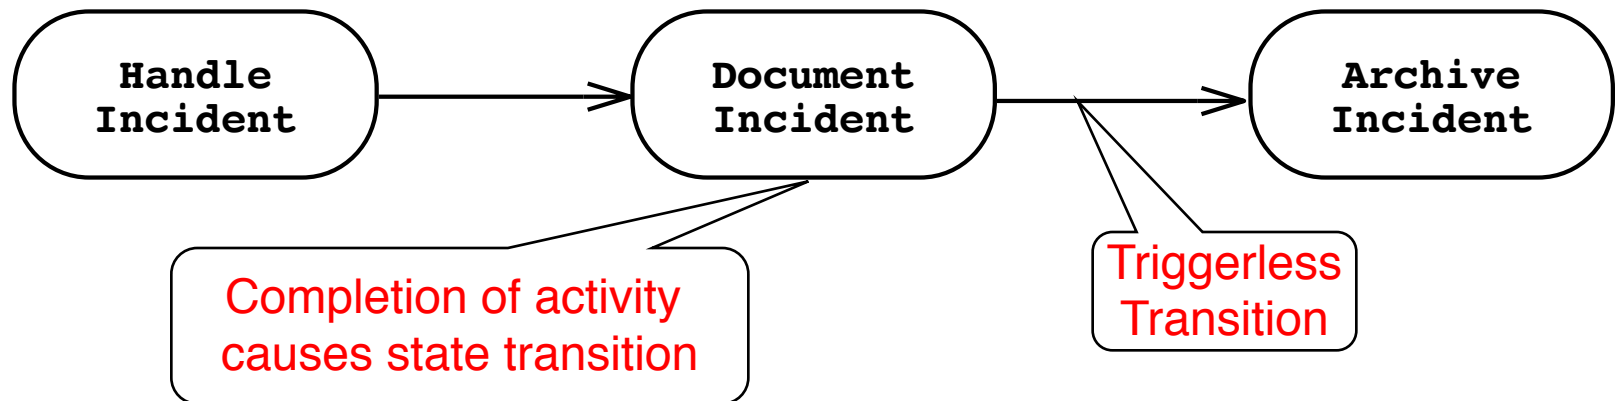 Handle
Incident
Document
Incident
Archive
Incident
Completion of activity
causes state transition
Triggerless
Transition